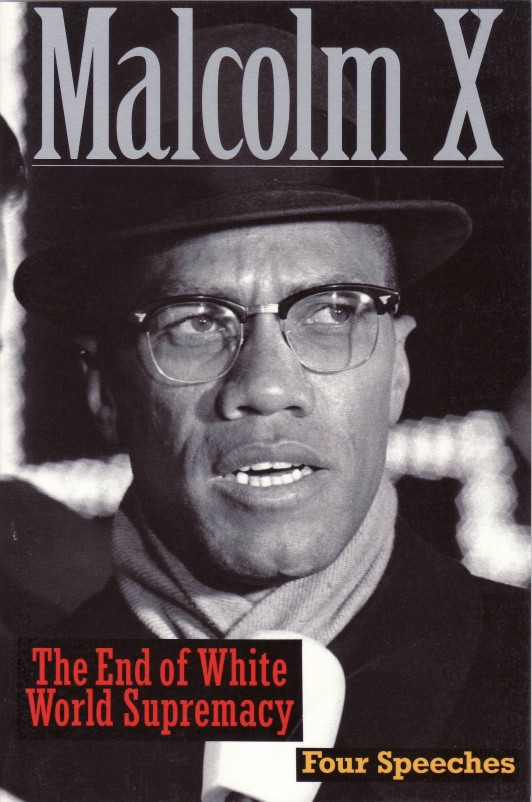 Malcolm X
The End of White
World Supremacy
Four Speeches